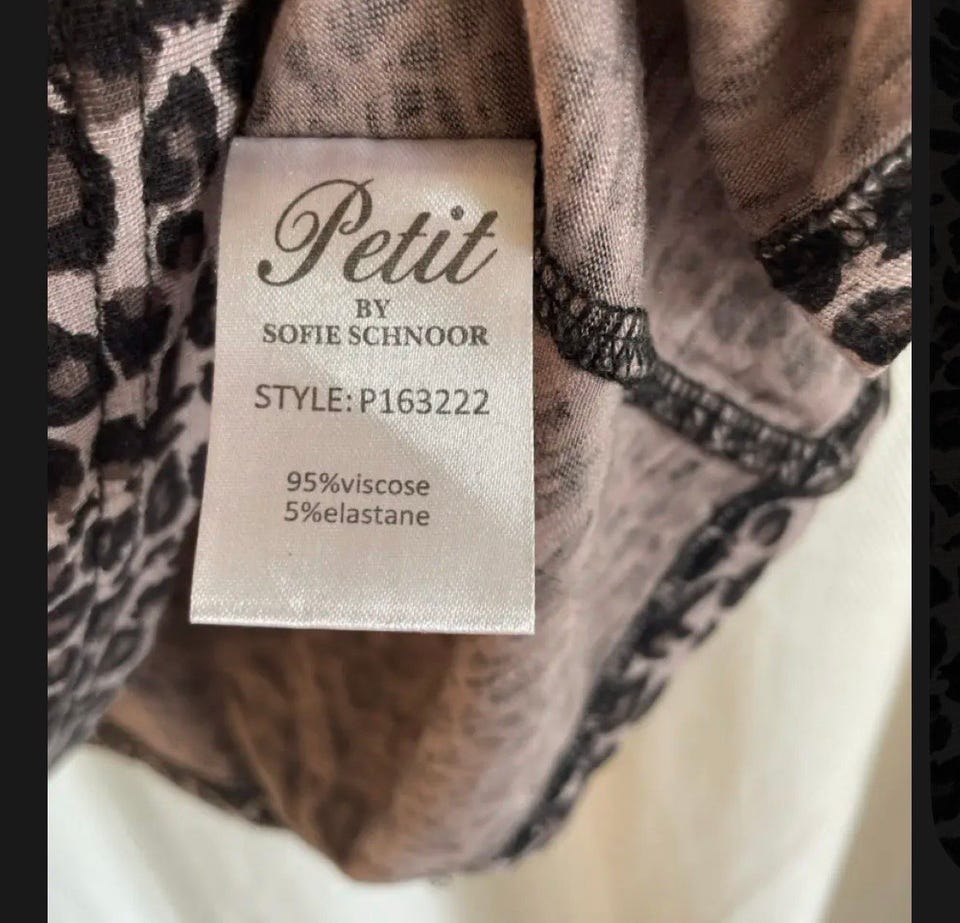 Petit
BY
SOFIE SCHNOOR
STYLE: P163222
95%viscose
5%elastane